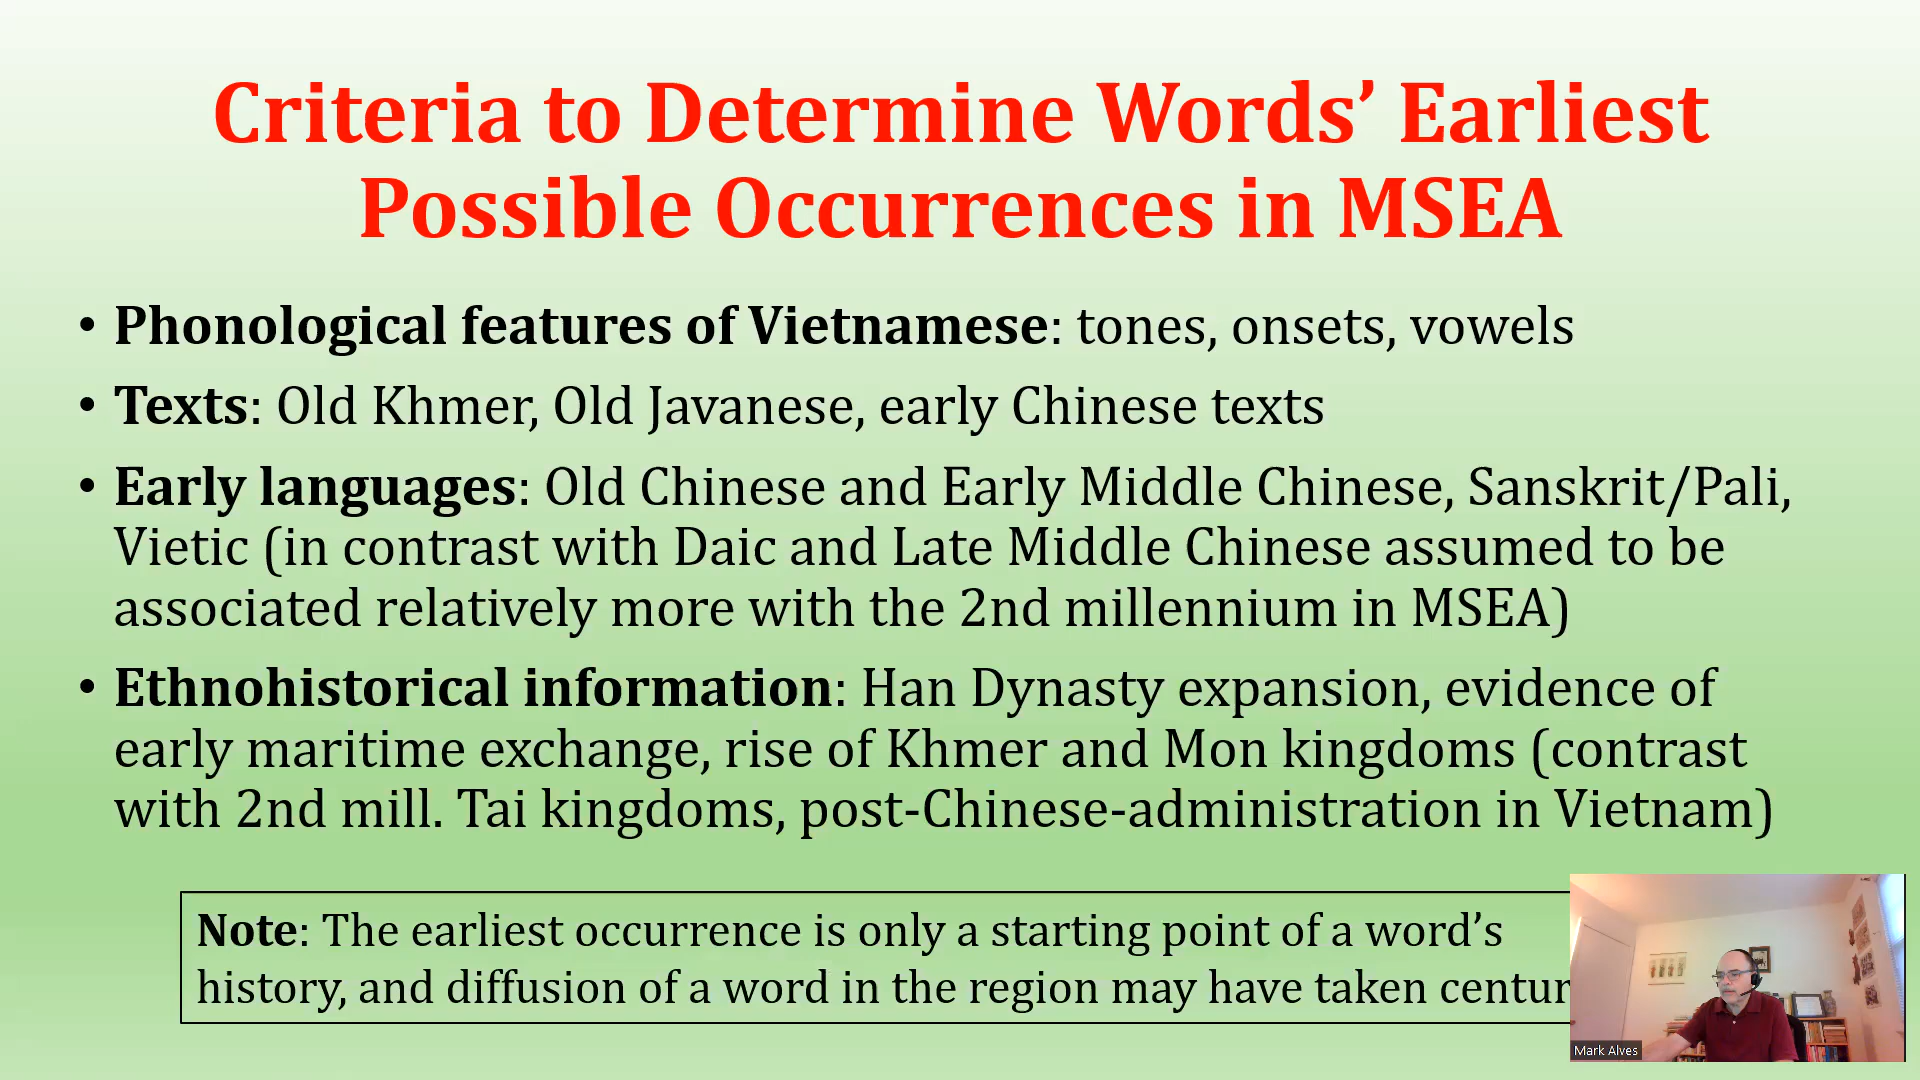 Criteria to Determine Words’ Earliest
Possible Occurrences in MSEA
• Phonological features of Vietnamese: tones, onsets, vowels
• Texts: Old Khmer, Old Javanese, early Chinese texts
• Early languages: Old Chinese and Early Middle Chinese, Sanskrit/Pali,
Vietic (in contrast with Daic and Late Middle Chinese assumed to be
associated relatively more with the 2nd millennium in MSEA)
• Ethnohistorical information: Han Dynasty expansion, evidence of
early maritime exchange, rise of Khmer and Mon kingdoms (contrast
with 2nd mill. Tai kingdoms, post-Chinese-administration in Vietnam)
Note: The earliest occurrence is only a starting point of a word’s
history, and diffusion of a word in the region may have taken
Mark Alves